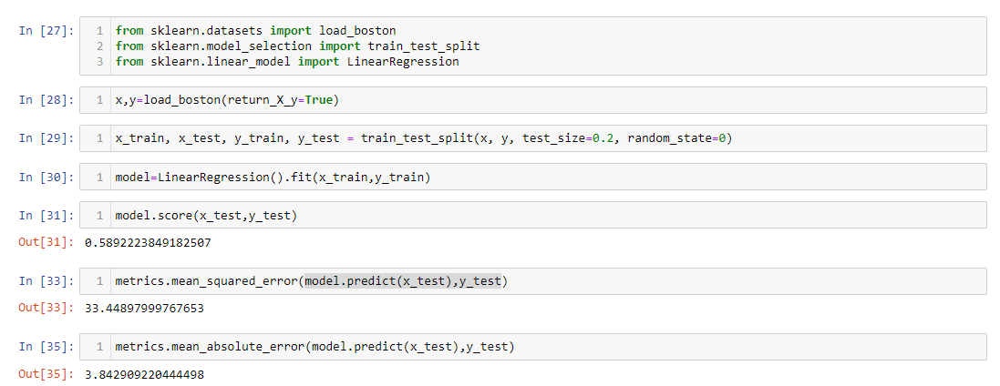 In [27]: 1 from sklearn.datasets import load_boston
2 from sklearn.model_selection import train_test_split
3 from sklearn.linear_model import LinearRegression
In [28]: 1 x,y=load_boston(return_X_y=True)
In [29]: 1 x_train, x_test, y_train, y_test = train_test_split(x, y, test_size=0.2, random_state=0)
In [30]: 1 model=LinearRegression().fit(x_train,y_train)
In [31]: 1 model.score(x_test,y_test)
Out[31]: 0.5892223849182507
In [33]: 1 metrics.mean_squared_error(model.predict(x_test),y_test)
Out[33]: 33.44897999767653
In [35]: 1 metrics.mean_absolute_error(model.predict(x_test),y_test)
Out[35]: 3.842909220444498